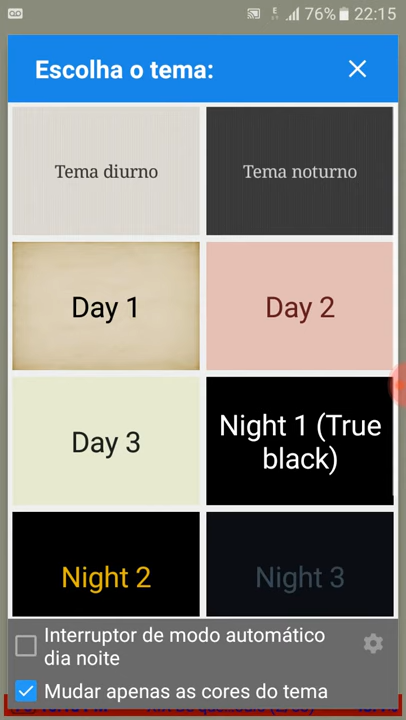 76% 22:15
Escolha o tema:
Tema diurno
Tema noturno
Day 1
Day 2
Day 3
Night 1 (True
black)
Night 2
Night 3
Interruptor de modo automático
dia noite
Mudar apenas as cores do tema